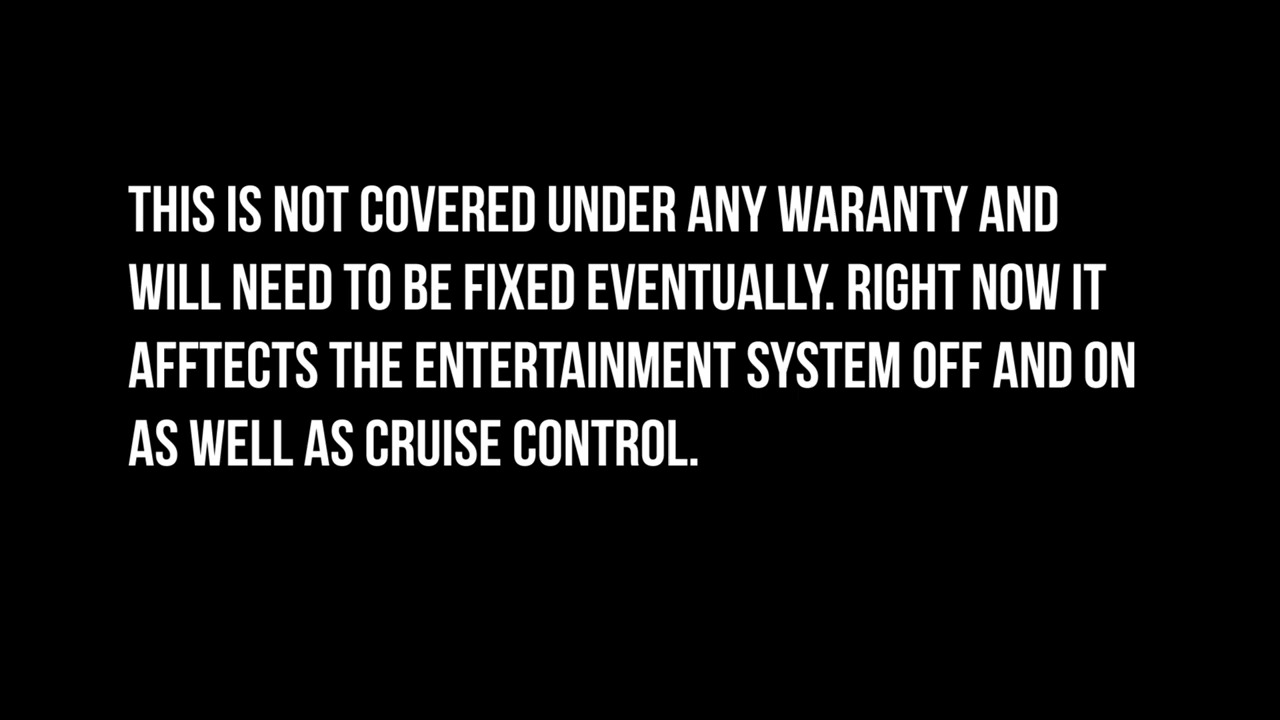 THIS IS NOT COVERED UNDER ANY WARANTY AND
WILL NEED TO BE FIXED EVENTUALLY. RIGHT NOW IT
AFFTECTS THE ENTERTAINMENT SYSTEM OFF AND ON
AS WELL AS CRUISE CONTROL.